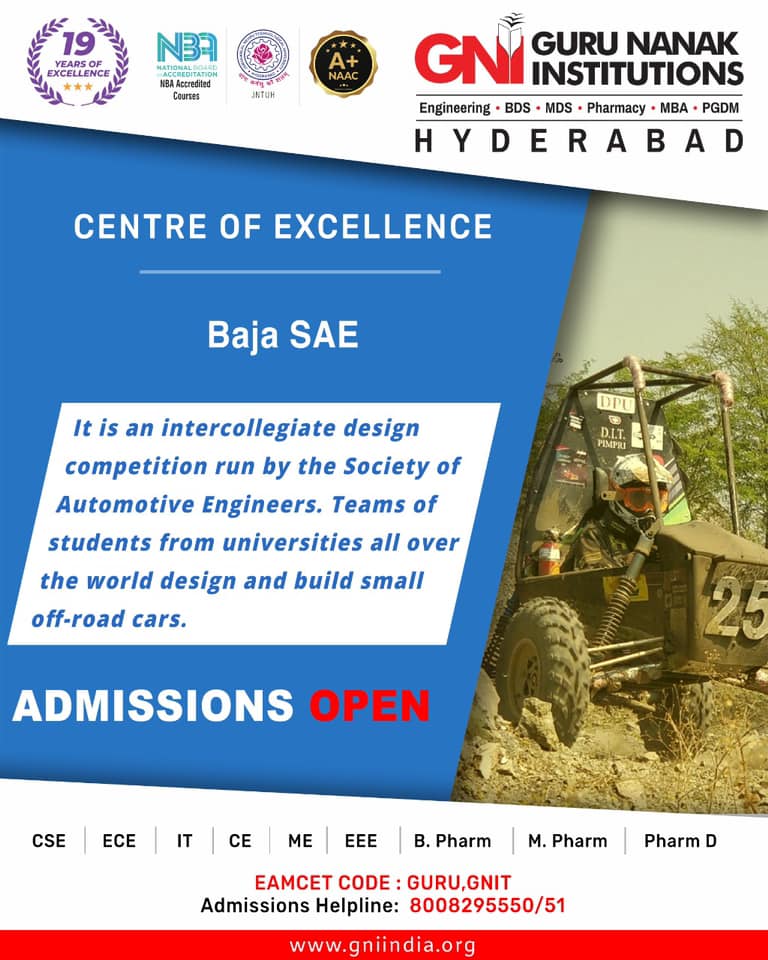 19
YEARS OF
EXCELLENCE
NBA
NATIONAL BOARD
of ACCREDITATION
NBA Accredited
Courses
JNTUH
A+
NAAC
GNI GURU NANAK
INSTITUTIONS
Engineering • BDS • MDS • Pharmacy • MBA • PGDM
HYDERABAD
CENTRE OF EXCELLENCE
Baja SAE
It is an intercollegiate design
competition run by the Society of
Automotive Engineers. Teams of
students from universities all over
the world design and build small
off-road cars.
DPU
D.I.T.
PIMPRI
25
ADMISSIONS OPEN
CSE | ECE | IT | CE | ME | EEE | B. Pharm | M. Pharm | Pharm D
EAMCET CODE : GURU,GNIT
Admissions Helpline: 8008295550/51
www.gniindia.org